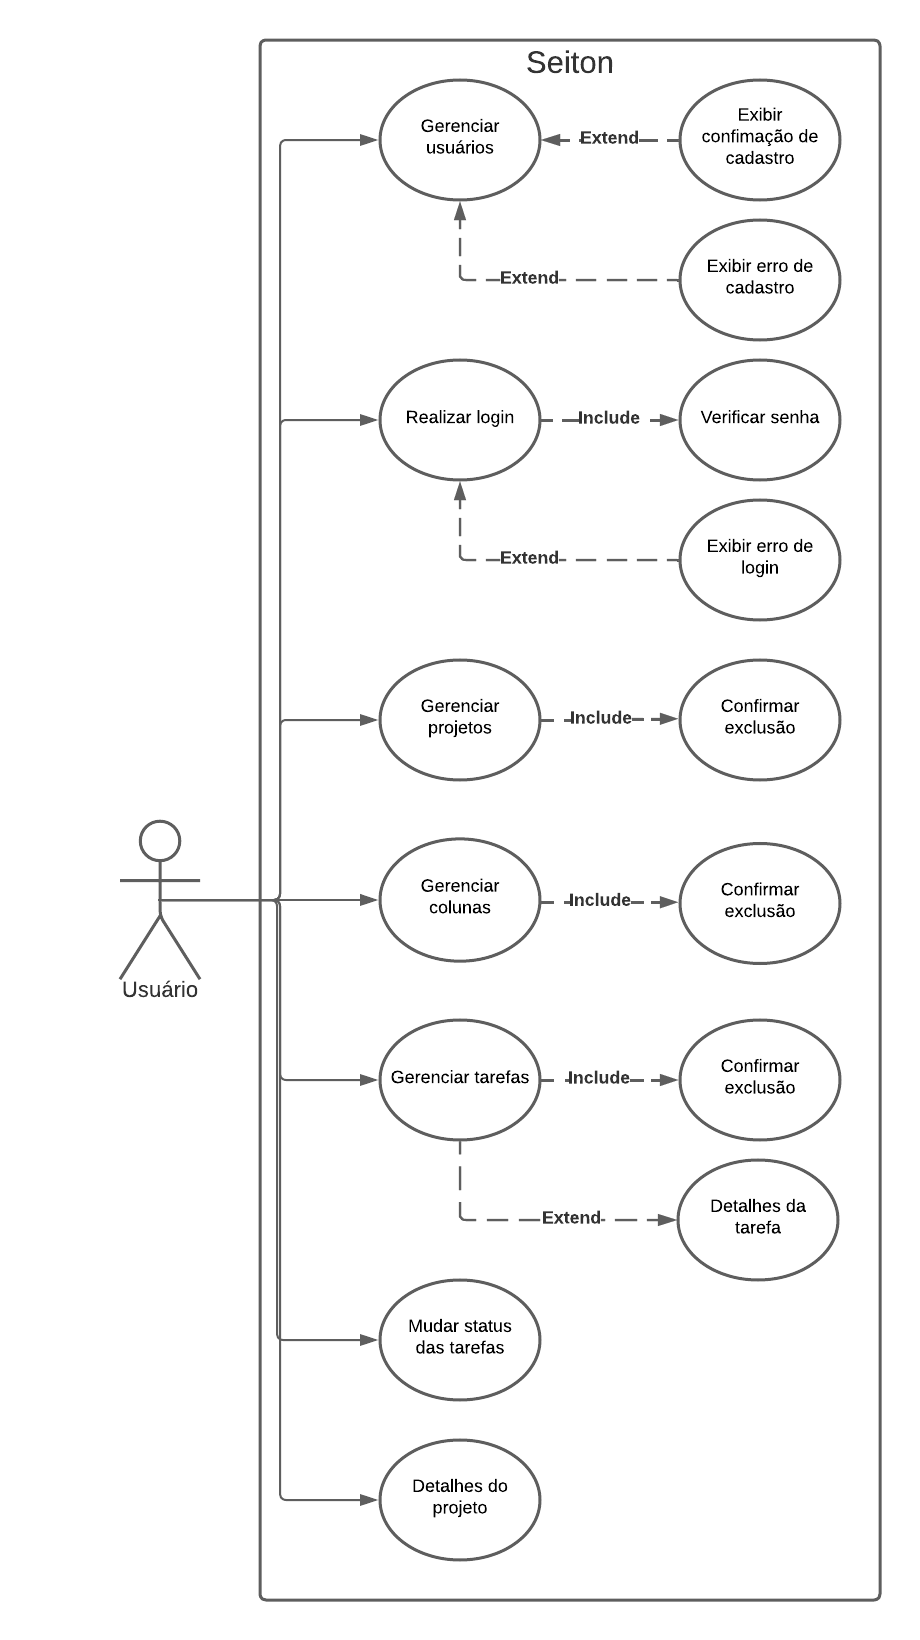 Seiton
Gerenciar
usuários
Extend
Exibir
confimação de
cadastro
Extend
Exibir erro de
cadastro
Realizar login
Include
Verificar senha
Extend
Exibir erro de
login
Gerenciar
projetos
Include
Confirmar
exclusão
Usuário
Gerenciar
colunas
Include
Confirmar
exclusão
Gerenciar tarefas
Include
Confirmar
exclusão
Extend
Detalhes da
tarefa
Mudar status
das tarefas
Detalhes do
projeto